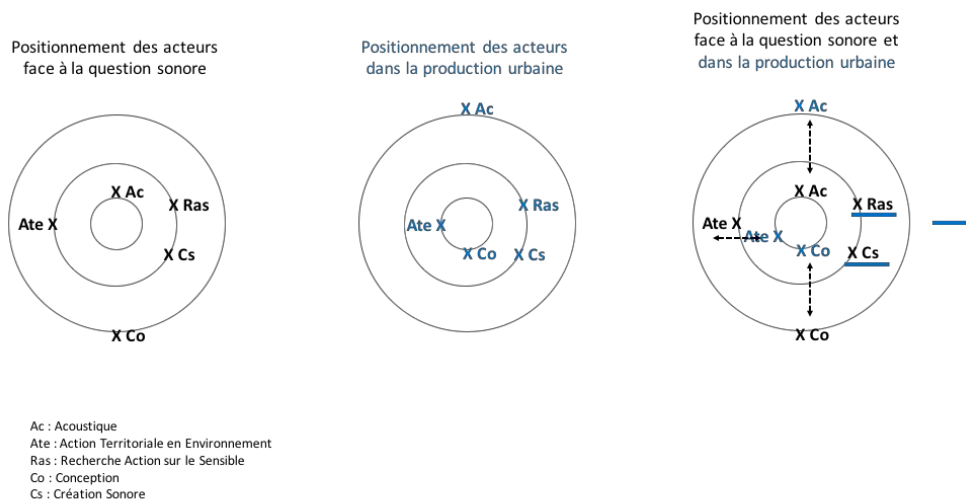 Positionnement des acteurs
face à la question sonore
X Ac
X Ras
Ate X
X Cs
X Co
Positionnement des acteurs
dans la production urbaine
X Ac
X Ras
Ate X
X Co
X Cs
Positionnement des acteurs
face à la question sonore et
dans la production urbaine
X Ac
X Ac
X Ras
Ate X
Ate X
X Co
X Cs
X Co
Ac : Acoustique
Ate : Action Territoriale en Environnement
Ras : Recherche Action sur le Sensible
Co : Conception
Cs : Création Sonore